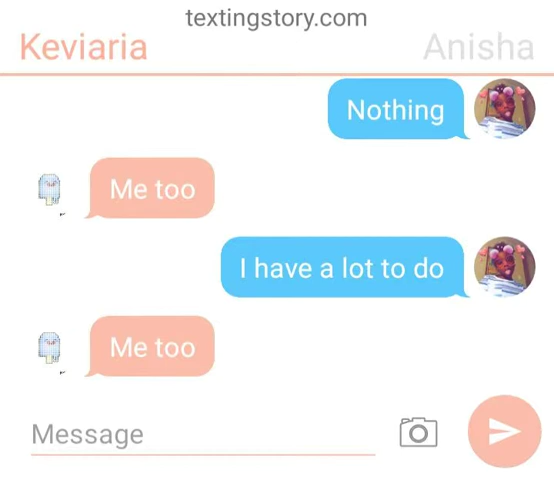 textingstory.com
Keviaria Anisha
Nothing
Me too
I have a lot to do
Me too
Message